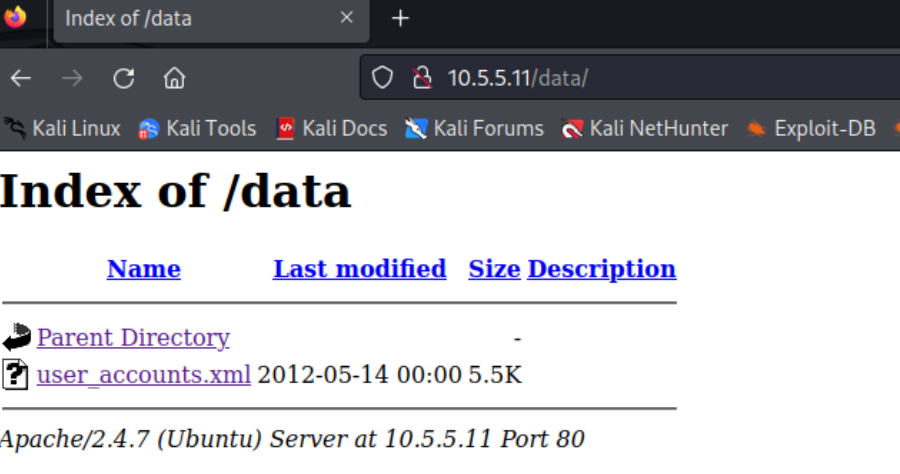 Index of /data
10.5.5.11/data/
Kali Linux Kali Tools Kali Docs Kali Forums Kali NetHunter Exploit-DB
Index of /data
Name Last modified Size Description
Parent Directory -
user_accounts.xml 2012-05-14 00:00 5.5K
Apache/2.4.7 (Ubuntu) Server at 10.5.5.11 Port 80